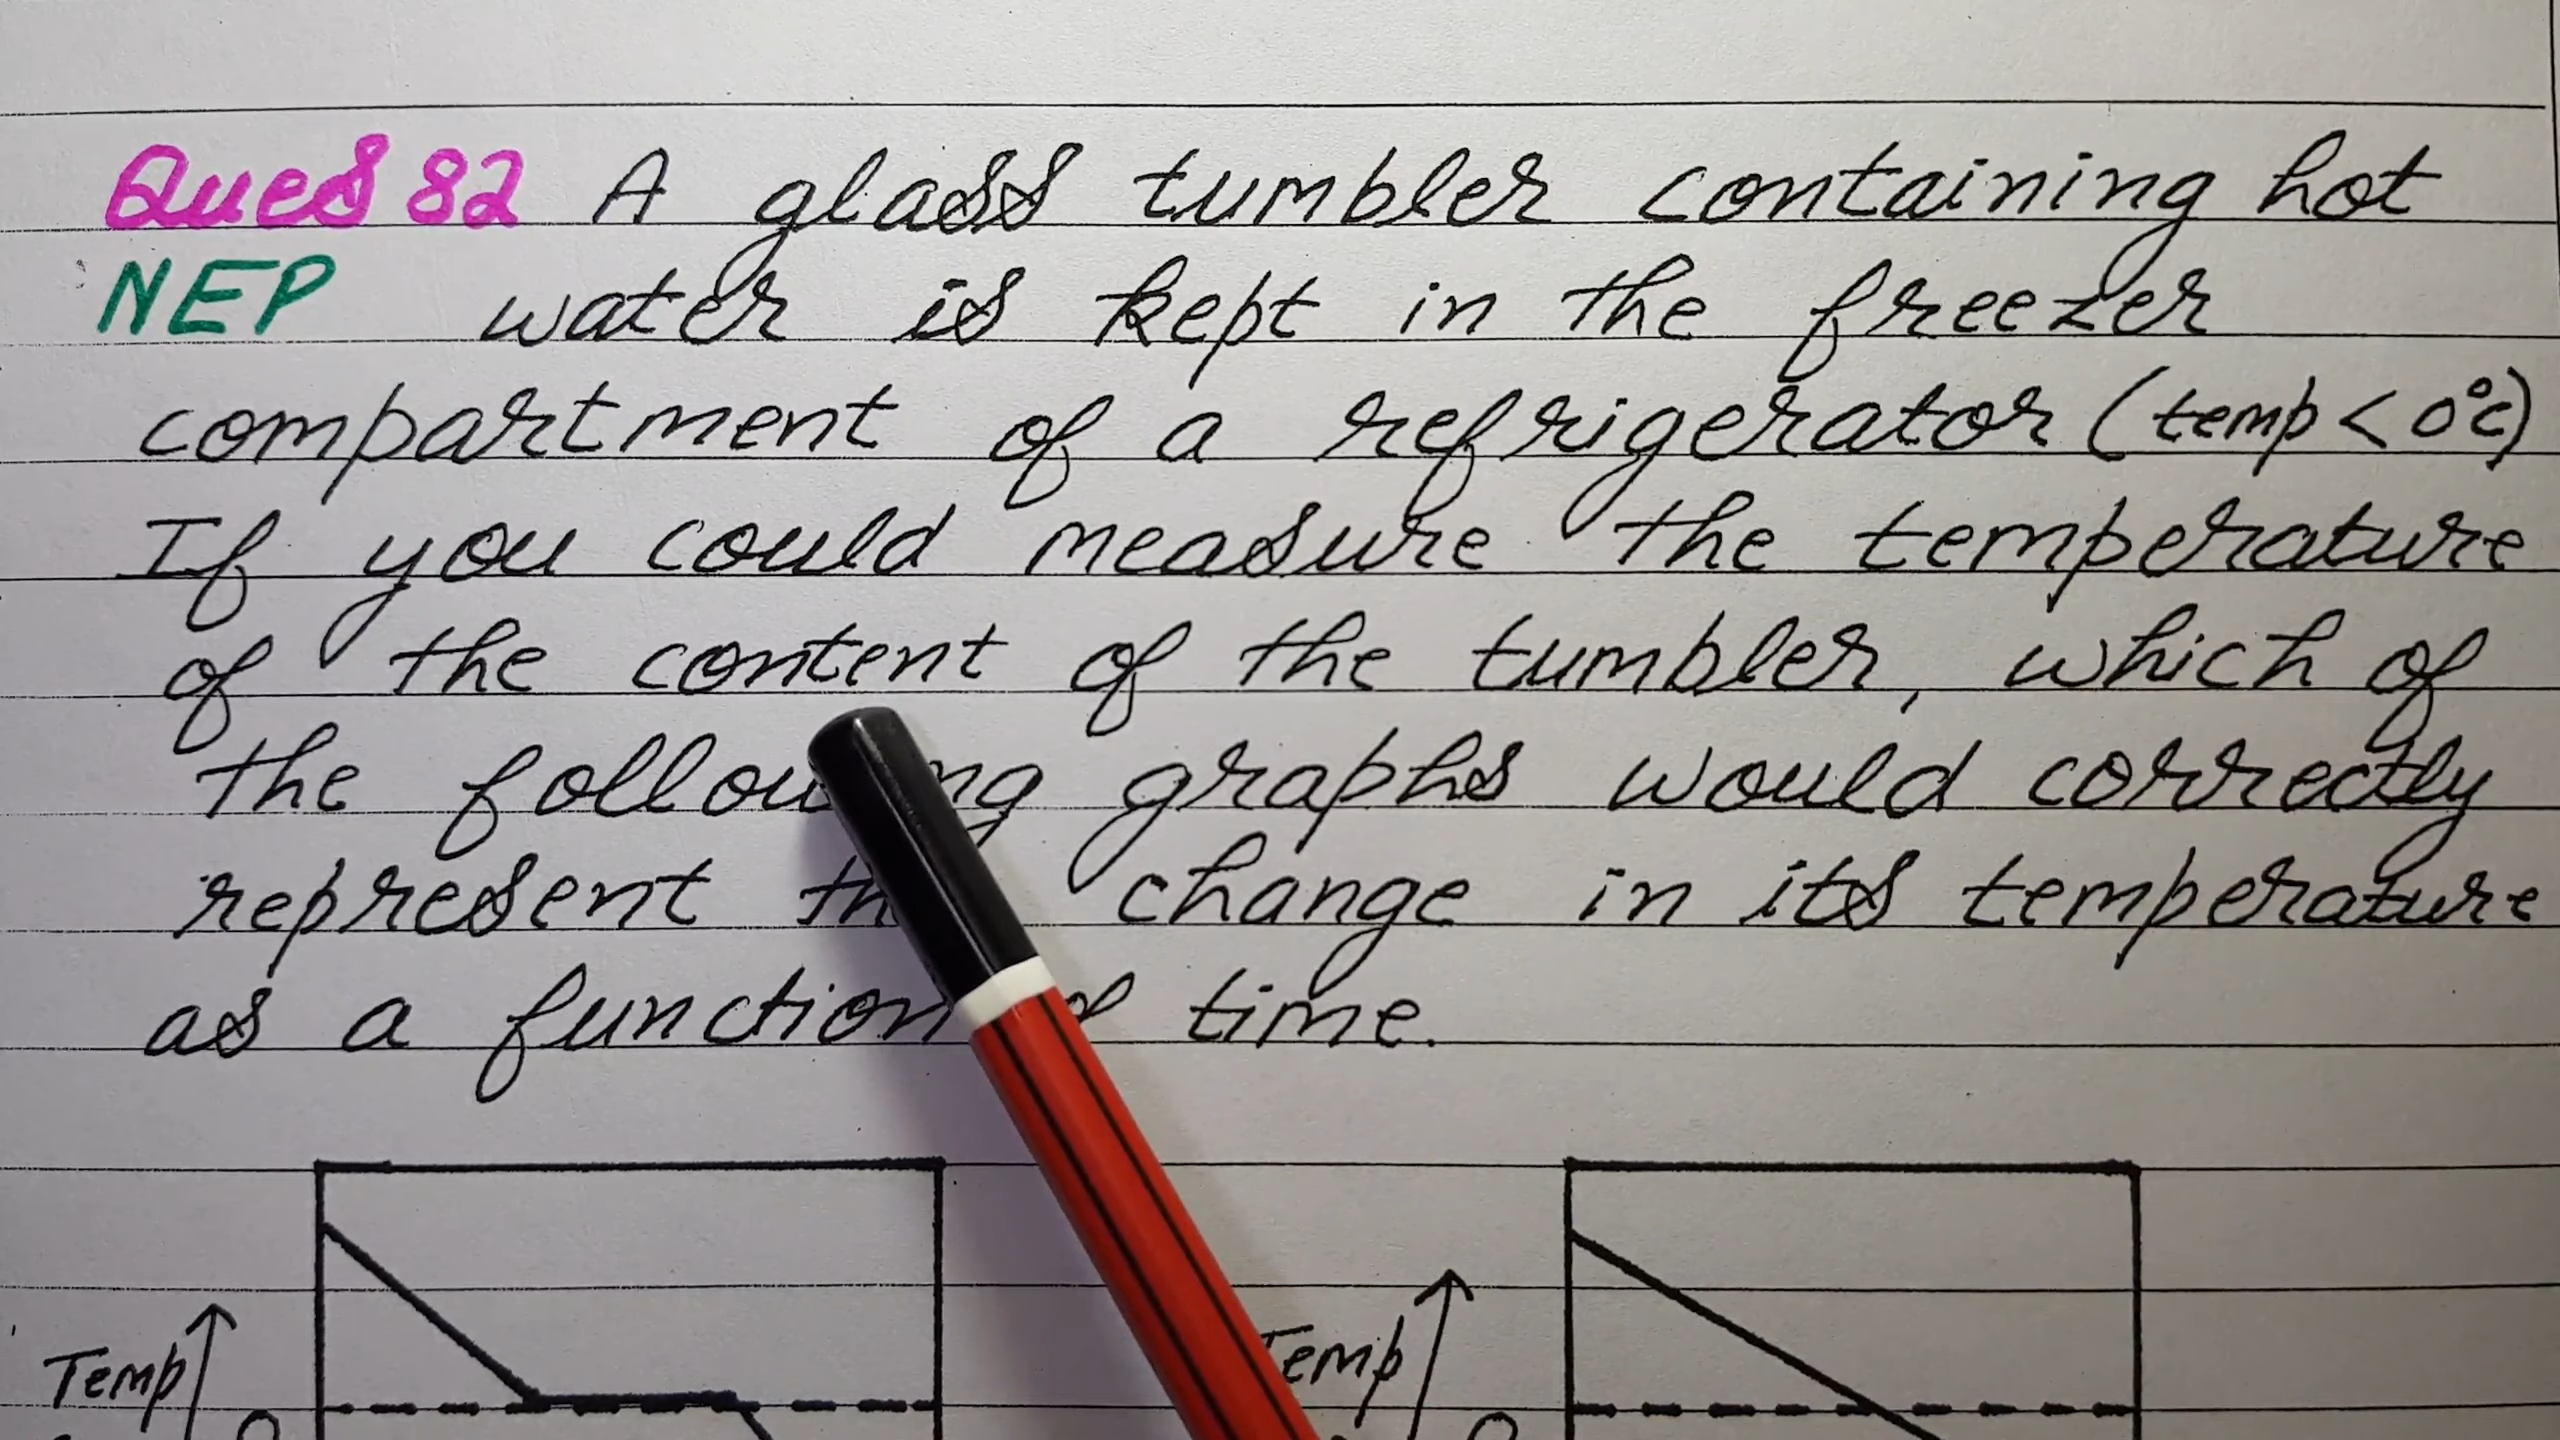 Ques 82 A glass tumbler containing hot
NEP water is kept in the freezer
compartment of a refrigerator (temp < 0°C)
If you could measure the temperature
of the content of the tumbler, which of
the graphs would correctly
represent change in its temperature
as a function time.
Temp Temp
0 0